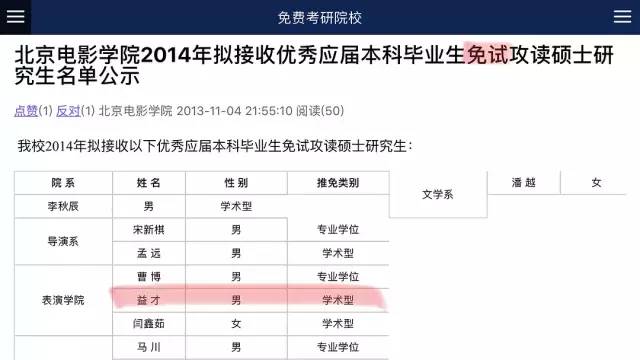 免费考研院校
北京电影学院2014年拟接收优秀应届本科毕业生免试攻读硕士研
究生名单公示
点赞(1) 反对(1) 北京电影学院 2013-11-04 21:55:10 阅读(50)
我校2014年拟接收以下优秀应届本科毕业生免试攻读硕士研究生：
院 系 姓 名 性 别 推免类别 文学系 潘 越 女
李秋辰 男 学术型
导演系 宋新棋 男 专业学位
孟 远 男 学术型
表演学院 曹 博 男 专业学位
益 才 男 学术型
闫鑫茹 女 学术型
马 川 男 专业学位